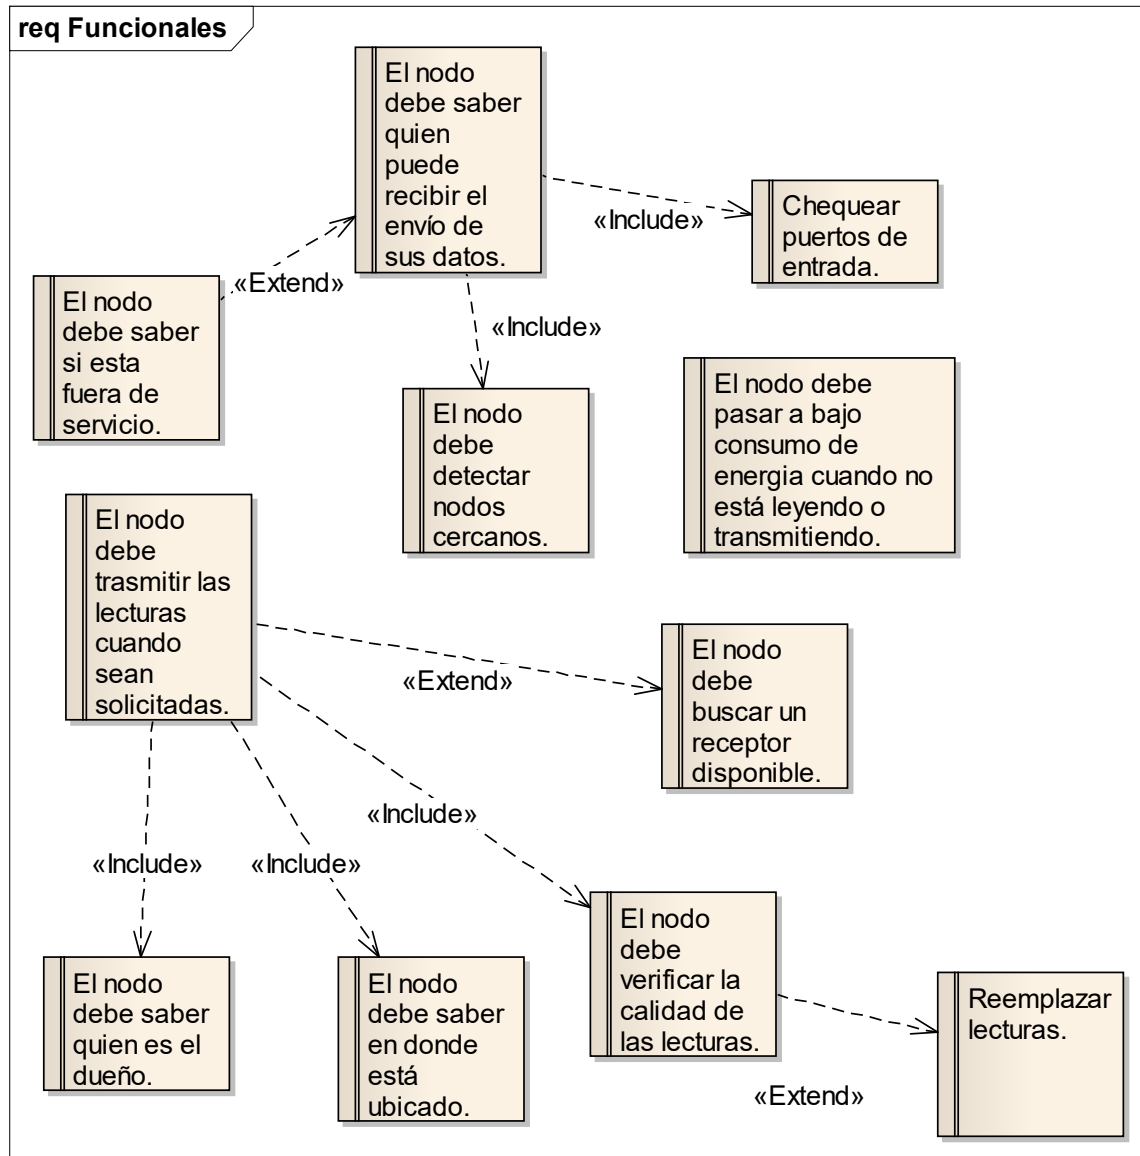 req Funcionales
El nodo
debe saber
quien
puede
recibir el
envío de
sus datos.
«Include»
Chequear
puertos de
entrada.
«Extend»
El nodo
debe saber
si esta
fuera de
servicio.
«Include»
El nodo
debe
detectar
nodos
cercanos.
El nodo debe
pasar a bajo
consumo de
energia cuando no
está leyendo o
transmitiendo.
El nodo
debe
trasmitir las
lecturas
cuando
sean
solicitadas.
«Extend»
El nodo
debe
buscar un
receptor
disponible.
«Include»
«Include»
«Include»
El nodo
debe saber
quien es el
dueño.
El nodo
debe saber
en donde
está
ubicado.
El nodo
debe
verificar la
calidad de
las lecturas.
«Extend»
Reemplazar
lecturas.